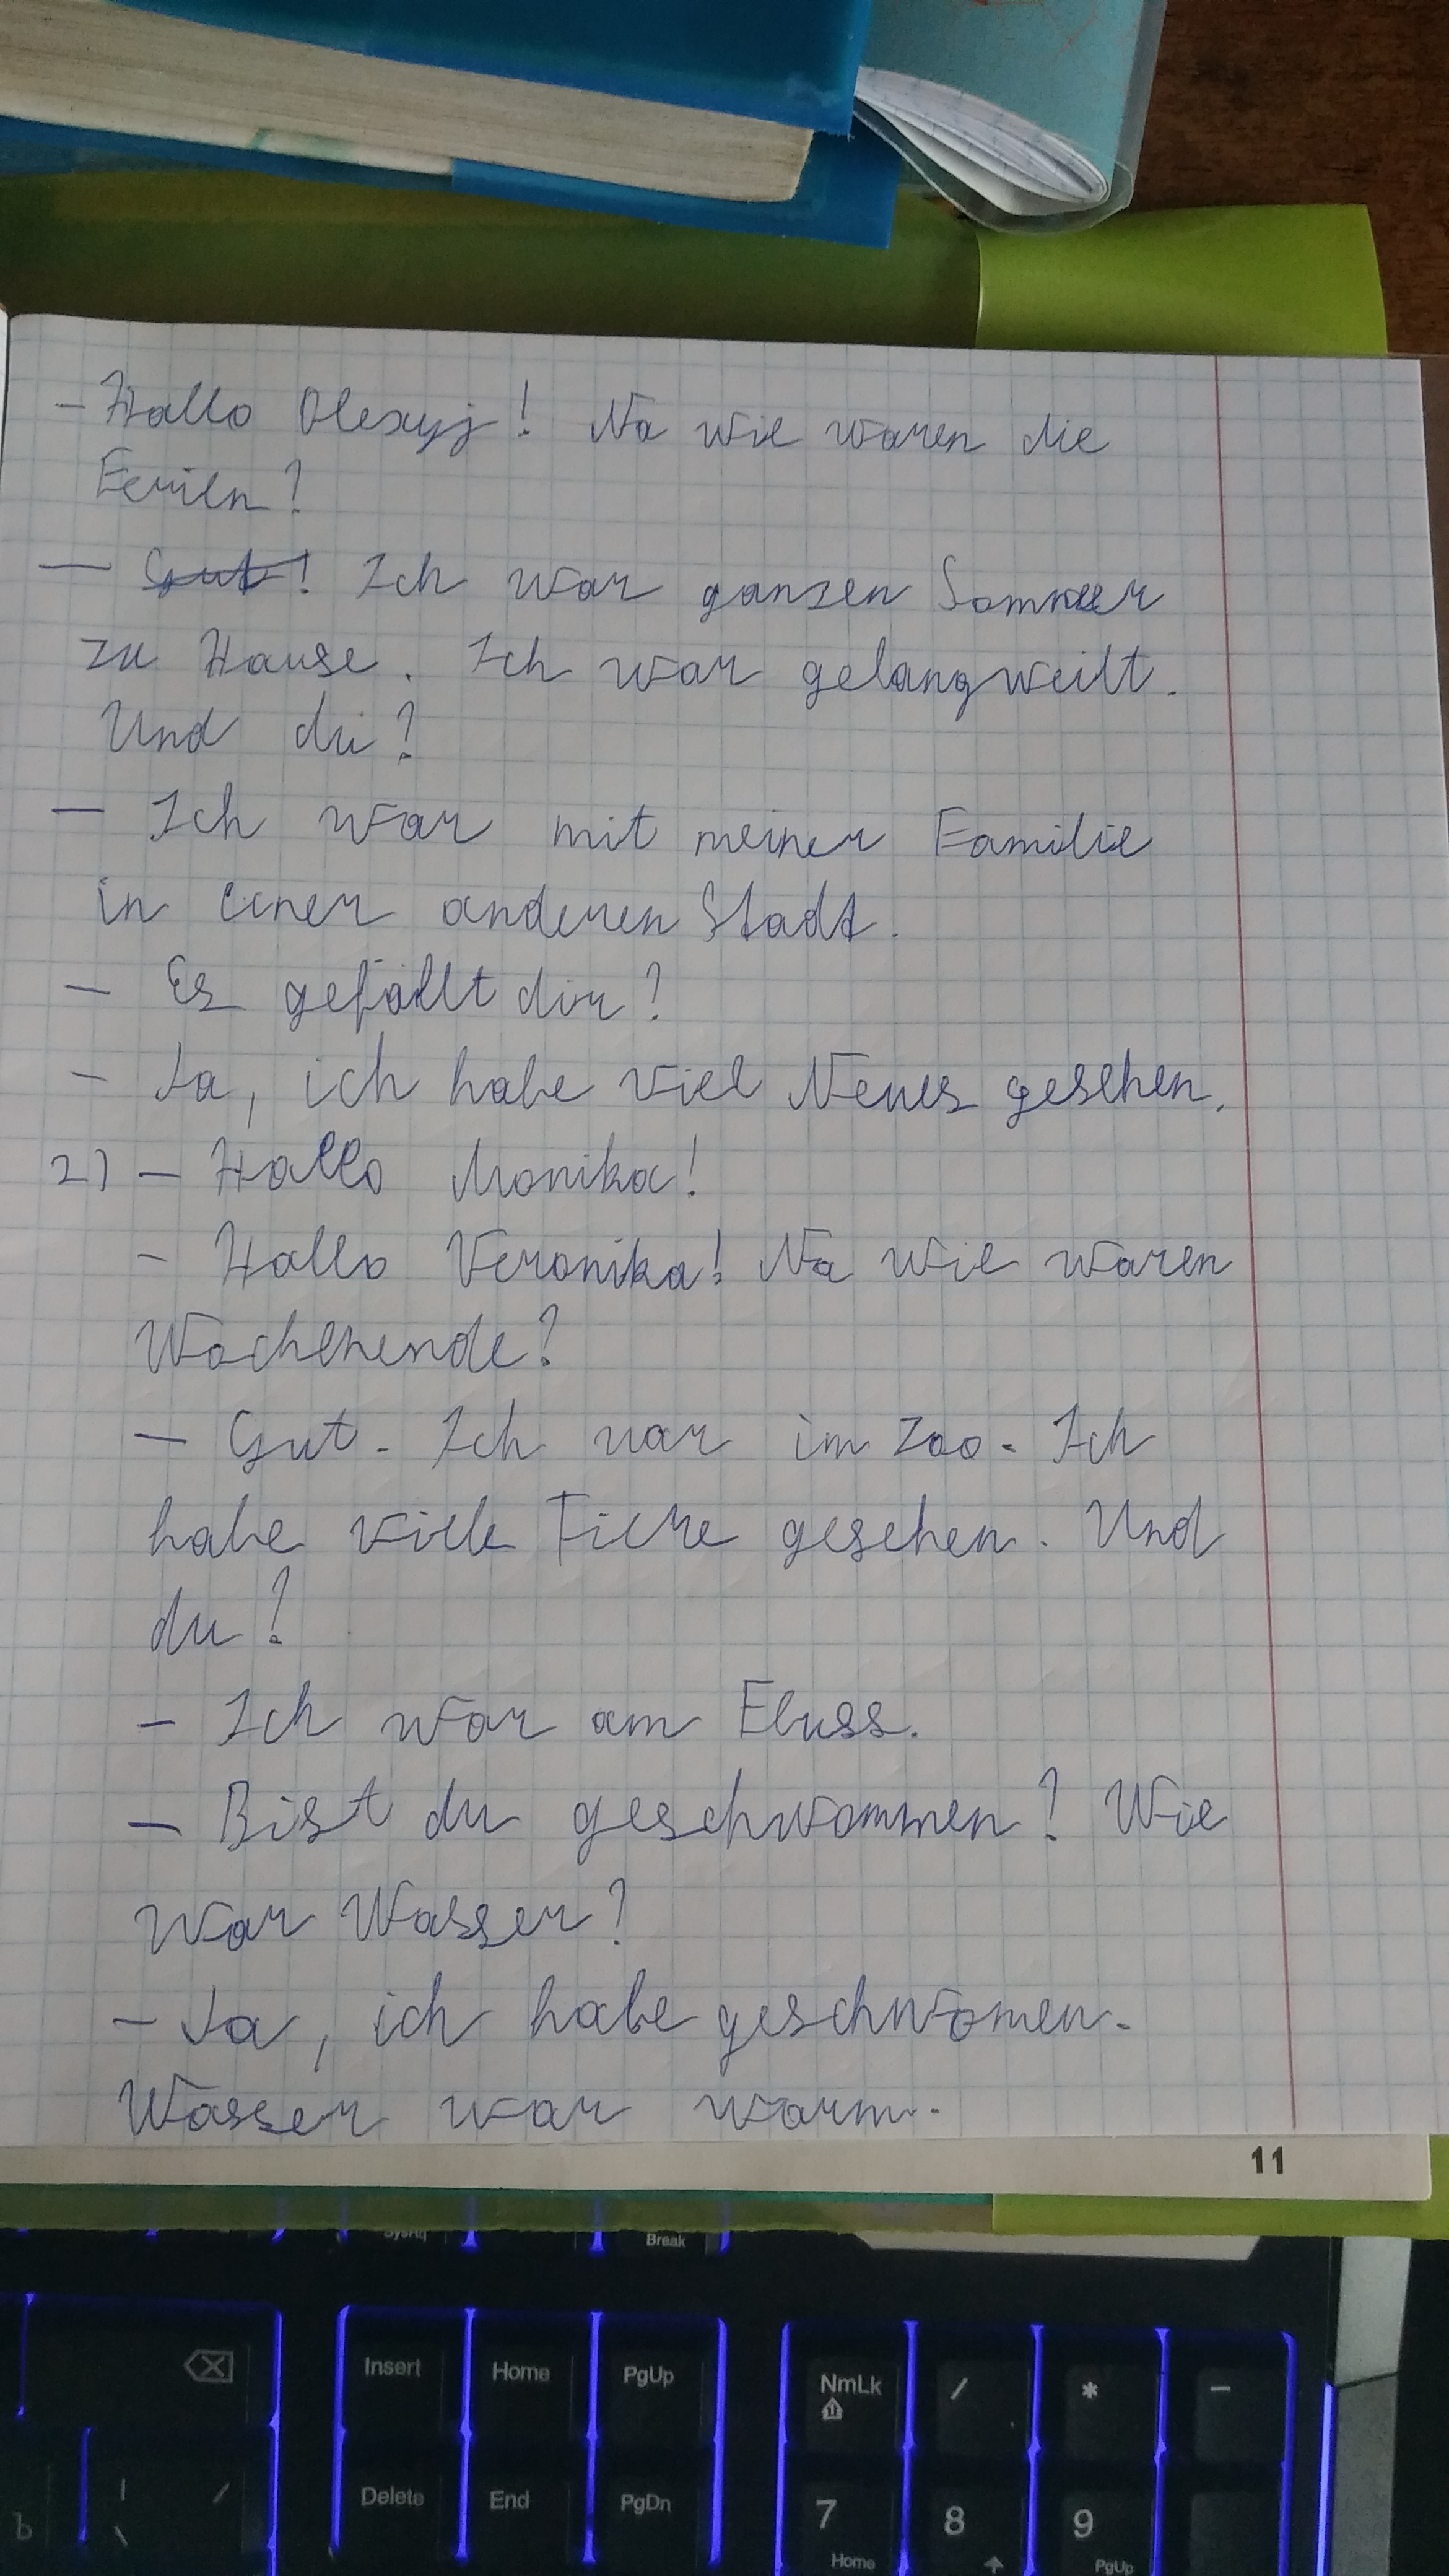 - Hallo Olexyj! Na wie waren die
Ferien?
- Gut! Ich war ganzen Sommer
zu Hause. Ich war gelangweilt.
Und du?
- Ich war mit meiner Familie
in einer anderen Stadt.
- Es gefällt dir?
- Ja, ich habe viel Neues gesehen.
2) - Hallo Monika!
- Hallo Veronika! Na wie waren
Wochenende?
- Gut. Ich war im Zoo. Ich
habe viele Tiere gesehen. Und
du?
- Ich war am Fluss.
- Bist du geschwommen? Wie
war Wasser?
- Ja, ich habe geschwomen.
Wasser war warm.
11
SysRq Break
Insert Home PgUp NmLk / * -
Delete End PgDn 7 8 9
Home PgUp